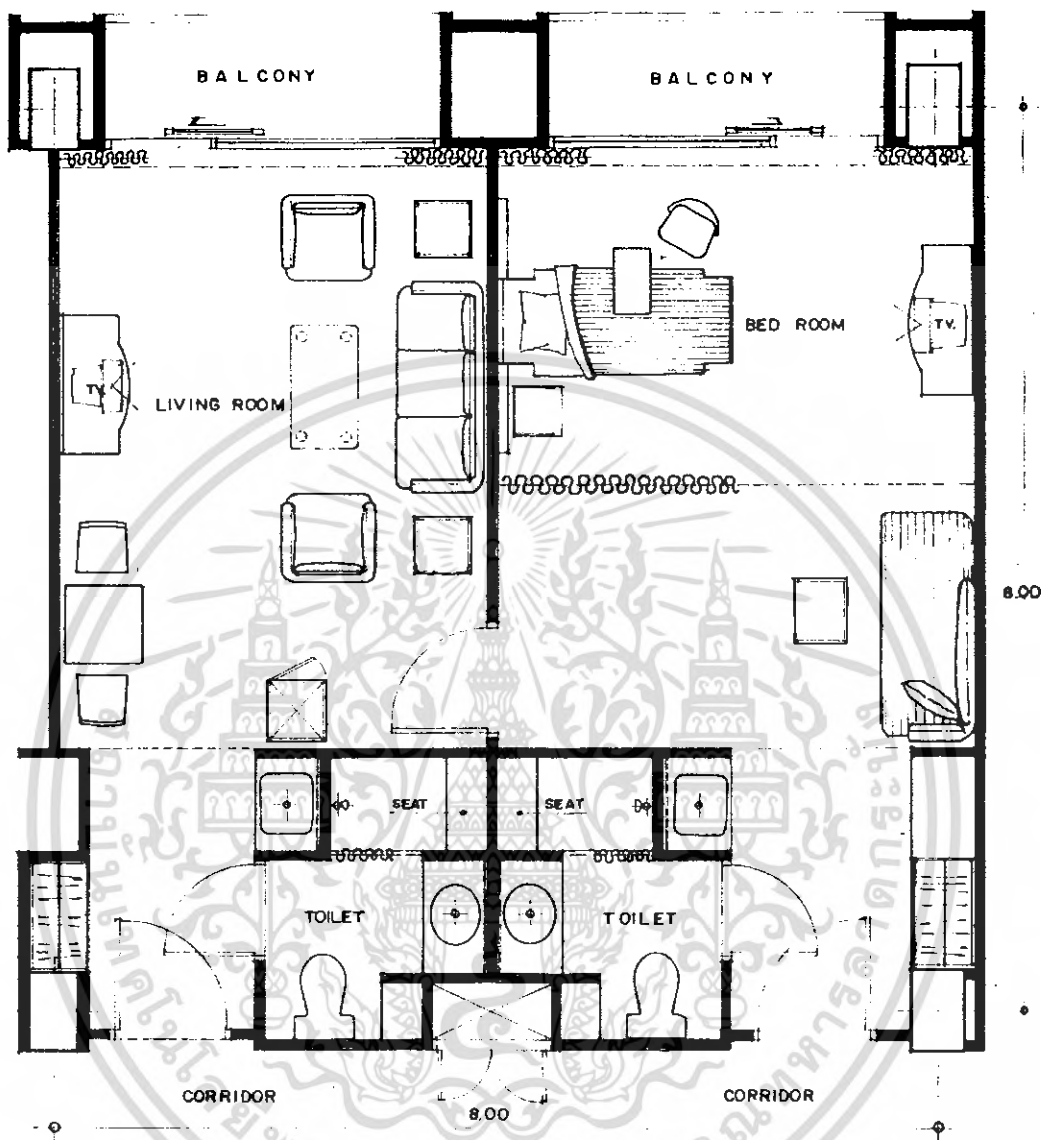 BALCONY
BALCONY
TV.
BED ROOM
TV.
LIVING ROOM
8.00
SEAT
SEAT
TOILET
TOILET
CORRIDOR
CORRIDOR
8.00